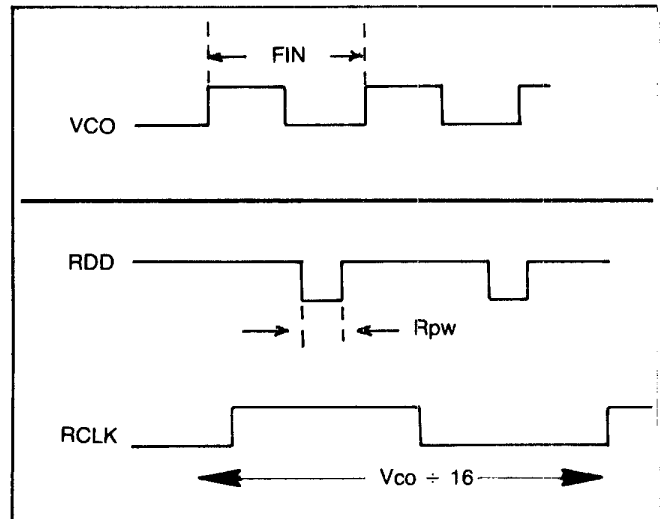 FIN
VCO
RDD
Rpw
RCLK
Vco ÷ 16